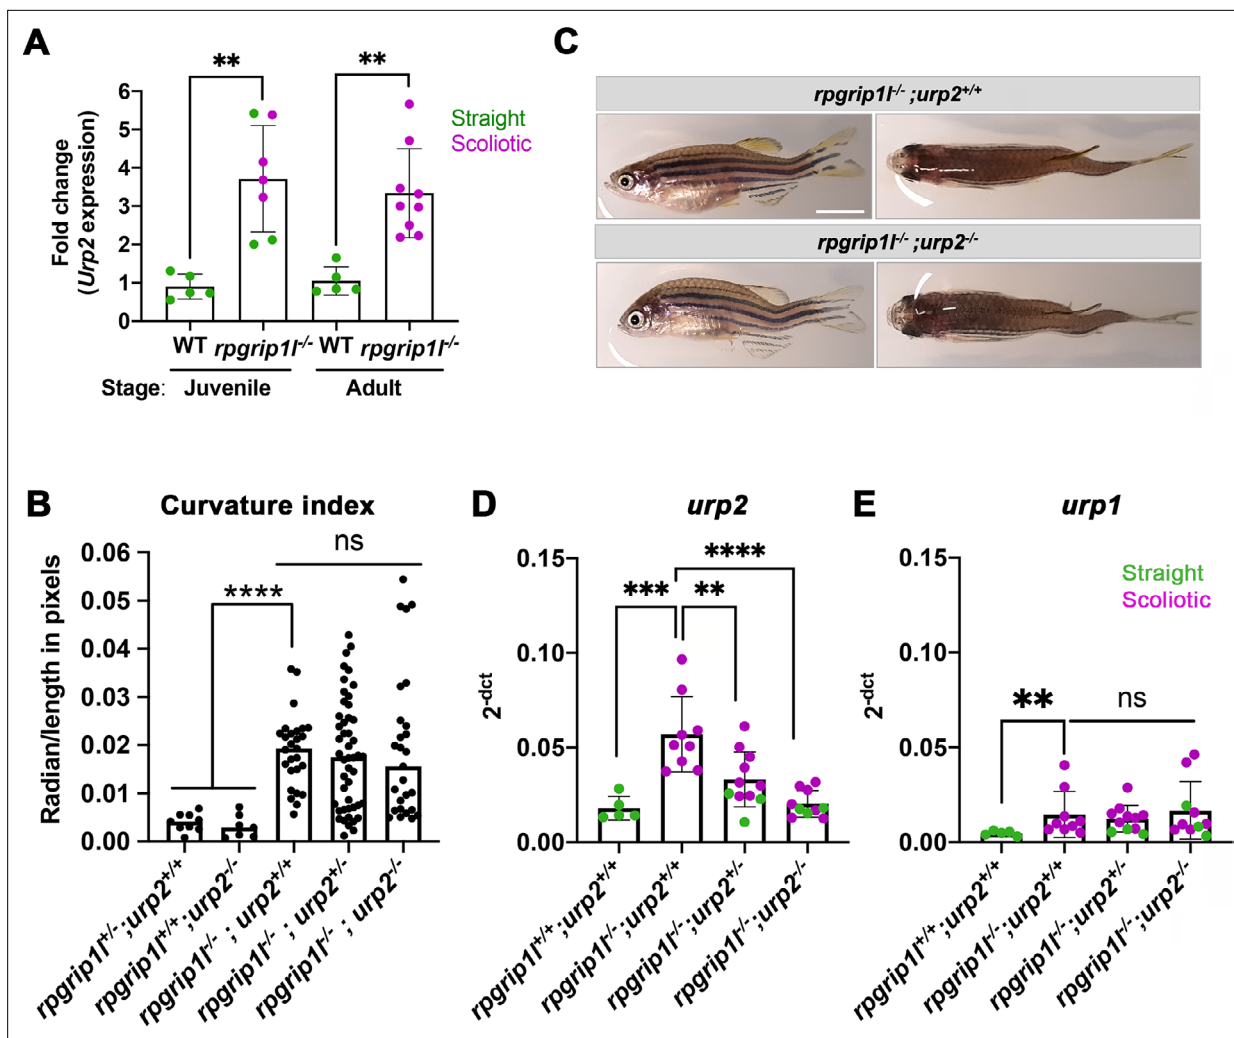 A
** **
Straight
Scoliotic
Fold change
(Urp2 expression)
6
5
4
3
2
1
0
WT rpgrip1l-/- WT rpgrip1l-/-
Stage: Juvenile Adult
C
rpgrip1l-/- ;urp2+/+
rpgrip1l-/- ;urp2-/-
B Curvature index
ns
****
Radian/length in pixels
0.06
0.05
0.04
0.03
0.02
0.01
0.00
rpgrip1l+/-;urp2+/+
rpgrip1l+/+;urp2-/-
rpgrip1l-/- ; urp2+/+
rpgrip1l-/- ; urp2+/-
rpgrip1l-/- ; urp2-/-
D urp2
****
*** **
2-dct
0.15
0.10
0.05
0.00
rpgrip1l+/+;urp2+/+
rpgrip1l-/-;urp2+/+
rpgrip1l-/-;urp2+/-
rpgrip1l-/-;urp2-/-
E urp1
Straight
Scoliotic
** ns
2-dct
0.15
0.10
0.05
0.00
rpgrip1l+/+;urp2+/+
rpgrip1l-/-;urp2+/+
rpgrip1l-/-;urp2+/-
rpgrip1l-/-;urp2-/-